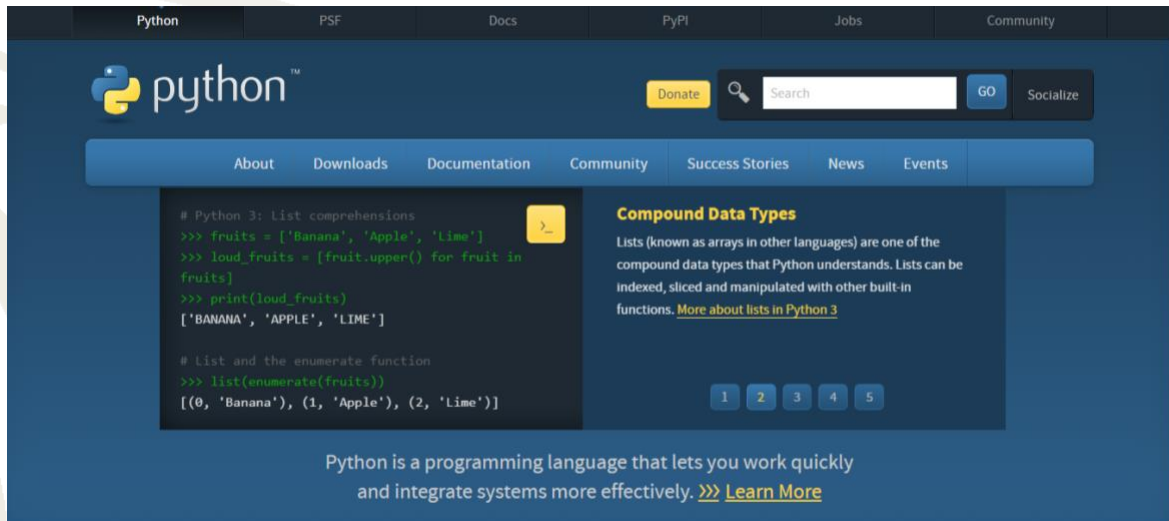 Python PSF Docs PyPI Jobs Community
python™
Donate Search GO Socialize
About Downloads Documentation Community Success Stories News Events
# Python 3: List comprehensions
>>> fruits = ['Banana', 'Apple', 'Lime']
>>> loud_fruits = [fruit.upper() for fruit in
fruits]
>>> print(loud_fruits)
['BANANA', 'APPLE', 'LIME']
# List and the enumerate function
>>> list(enumerate(fruits))
[(0, 'Banana'), (1, 'Apple'), (2, 'Lime')]
>_
Compound Data Types
Lists (known as arrays in other languages) are one of the
compound data types that Python understands. Lists can be
indexed, sliced and manipulated with other built-in
functions. More about lists in Python 3
1 2 3 4 5
Python is a programming language that lets you work quickly
and integrate systems more effectively. >>> Learn More